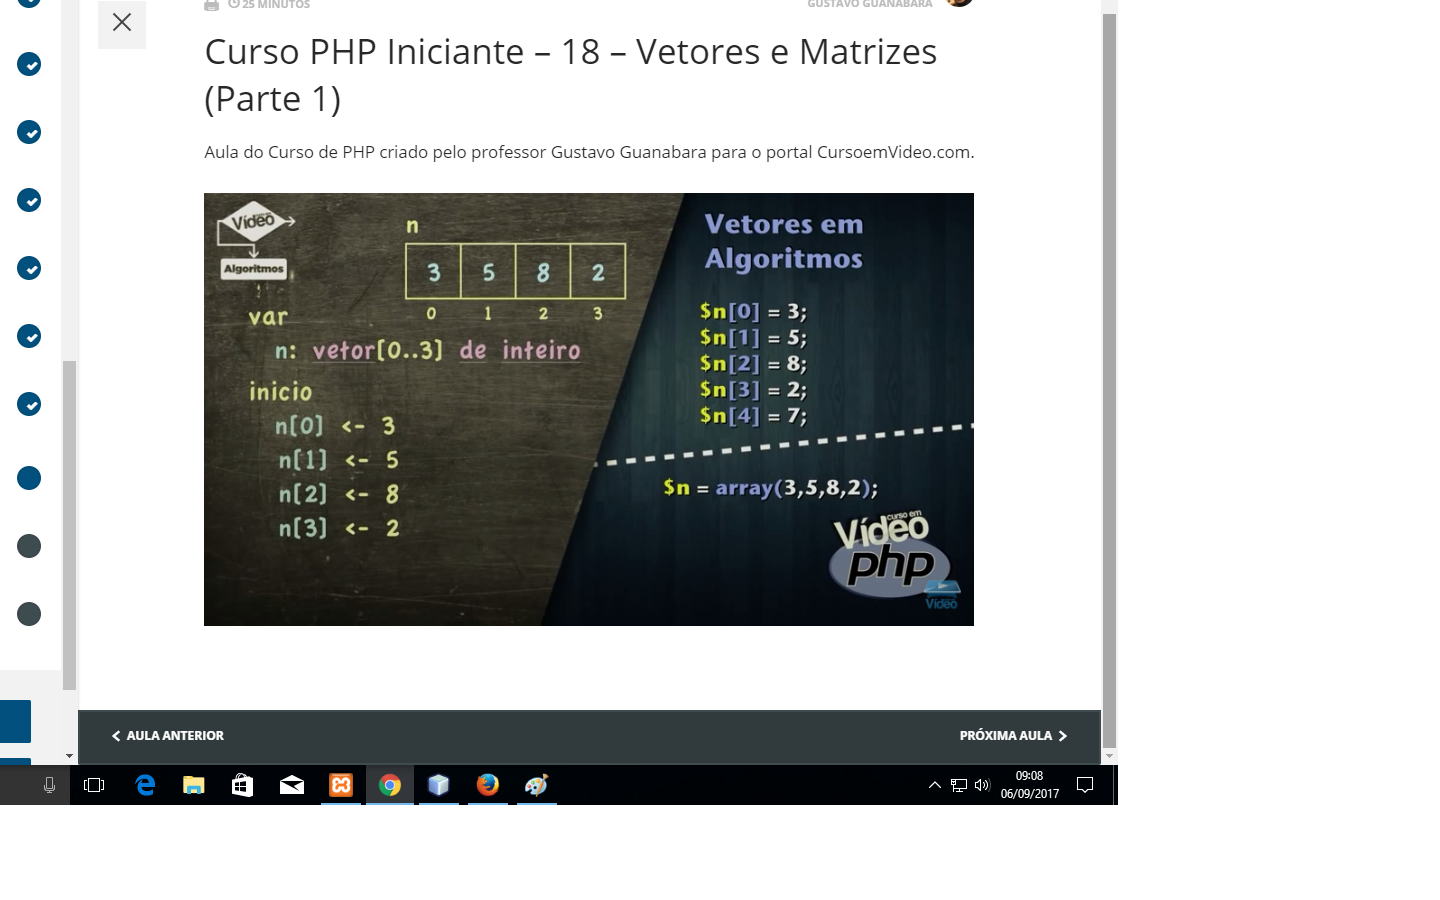 25 MINUTOS
GUSTAVO GUANABARA
Curso PHP Iniciante – 18 – Vetores e Matrizes
(Parte 1)
Aula do Curso de PHP criado pelo professor Gustavo Guanabara para o portal CursoemVideo.com.
Vídeo
Algoritmos
n
3 5 8 2
0 1 2 3
var
n: vetor[0..3] de inteiro
inicio
n[0] <- 3
n[1] <- 5
n[2] <- 8
n[3] <- 2
Vetores em
Algoritmos
$n[0] = 3;
$n[1] = 5;
$n[2] = 8;
$n[3] = 2;
$n[4] = 7;
$n = array(3,5,8,2);
curso em
Vídeo
php
Vídeo
AULA ANTERIOR
PRÓXIMA AULA
09:08
06/09/2017